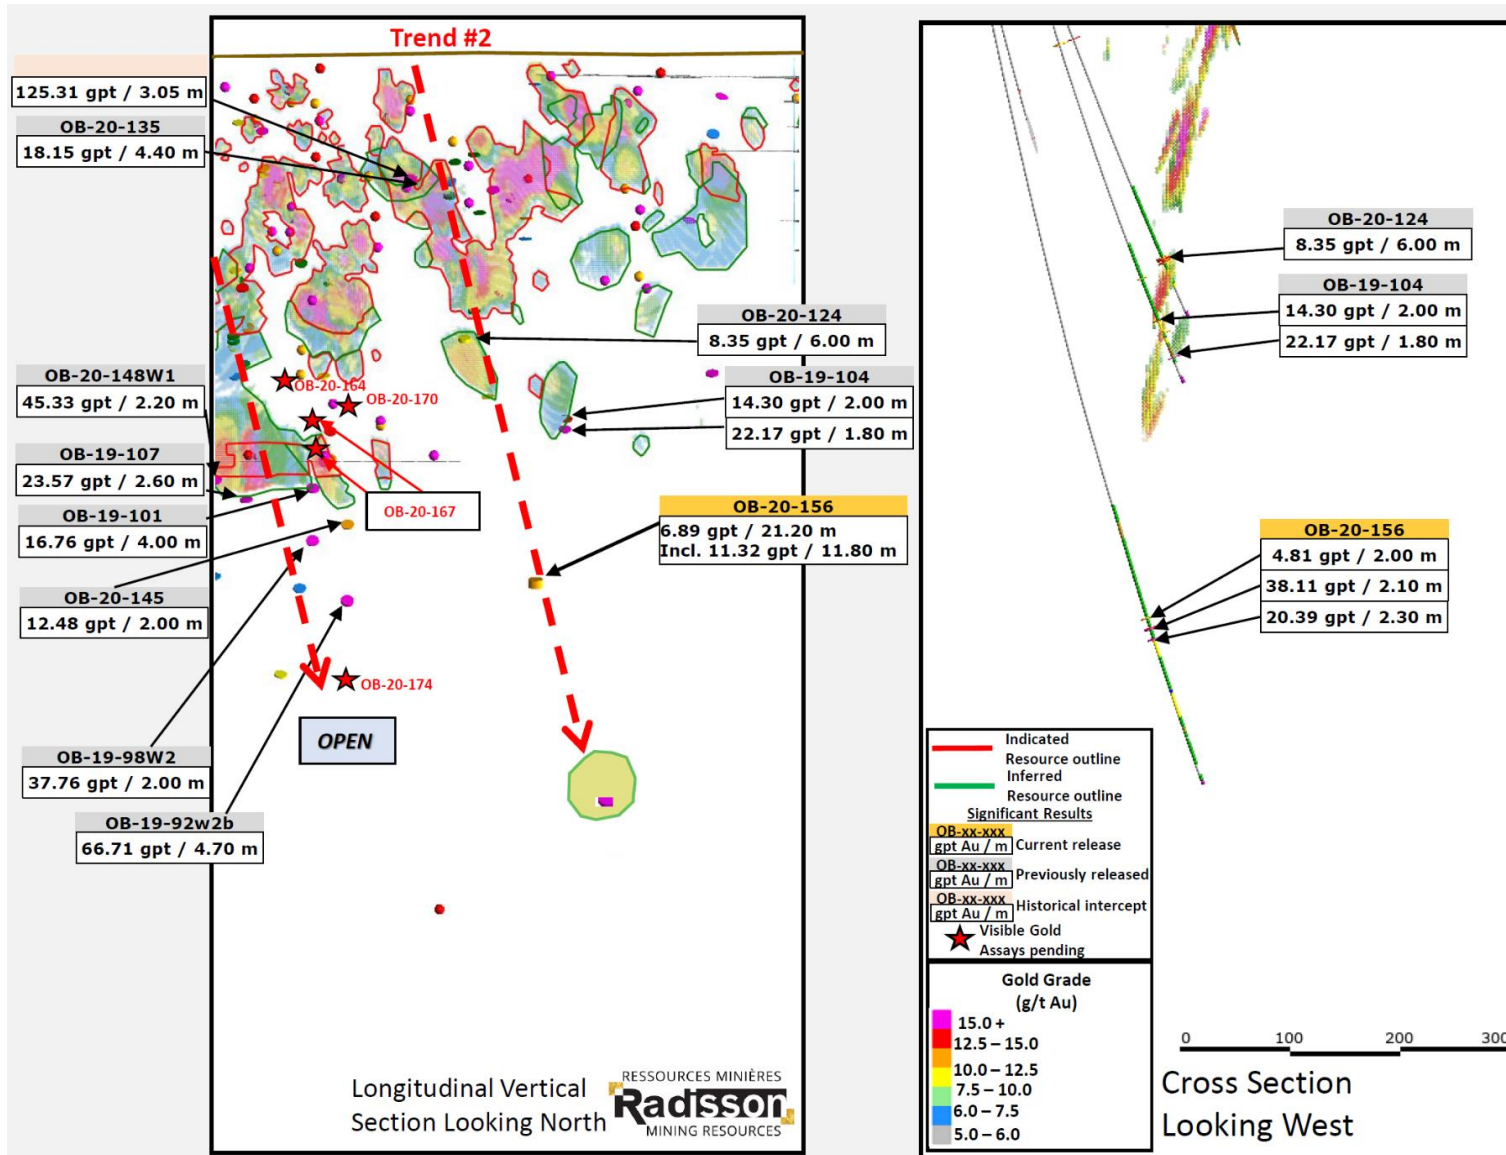 Trend #2
125.31 gpt / 3.05 m
OB-20-135
18.15 gpt / 4.40 m
OB-20-148W1
45.33 gpt / 2.20 m
OB-19-107
23.57 gpt / 2.60 m
OB-19-101
16.76 gpt / 4.00 m
OB-20-145
12.48 gpt / 2.00 m
OB-19-98W2
37.76 gpt / 2.00 m
OB-19-92w2b
66.71 gpt / 4.70 m
OB-20-164
OB-20-170
OB-20-167
OB-20-174
OPEN
OB-20-124
8.35 gpt / 6.00 m
OB-19-104
14.30 gpt / 2.00 m
22.17 gpt / 1.80 m
OB-20-156
6.89 gpt / 21.20 m
Incl. 11.32 gpt / 11.80 m
Longitudinal Vertical
Section Looking North
RESSOURCES MINIÈRES
Radisson
MINING RESOURCES
OB-20-124
8.35 gpt / 6.00 m
OB-19-104
14.30 gpt / 2.00 m
22.17 gpt / 1.80 m
OB-20-156
4.81 gpt / 2.00 m
38.11 gpt / 2.10 m
20.39 gpt / 2.30 m
Indicated
Resource outline
Inferred
Resource outline
Significant Results
OB-xx-xxx
gpt Au / m
Current release
OB-xx-xxx
gpt Au / m
Previously released
OB-xx-xxx
gpt Au / m
Historical intercept
Visible Gold
Assays pending
Gold Grade
(g/t Au)
15.0 +
12.5 – 15.0
10.0 – 12.5
7.5 – 10.0
6.0 – 7.5
5.0 – 6.0
0 100 200 300
Cross Section
Looking West